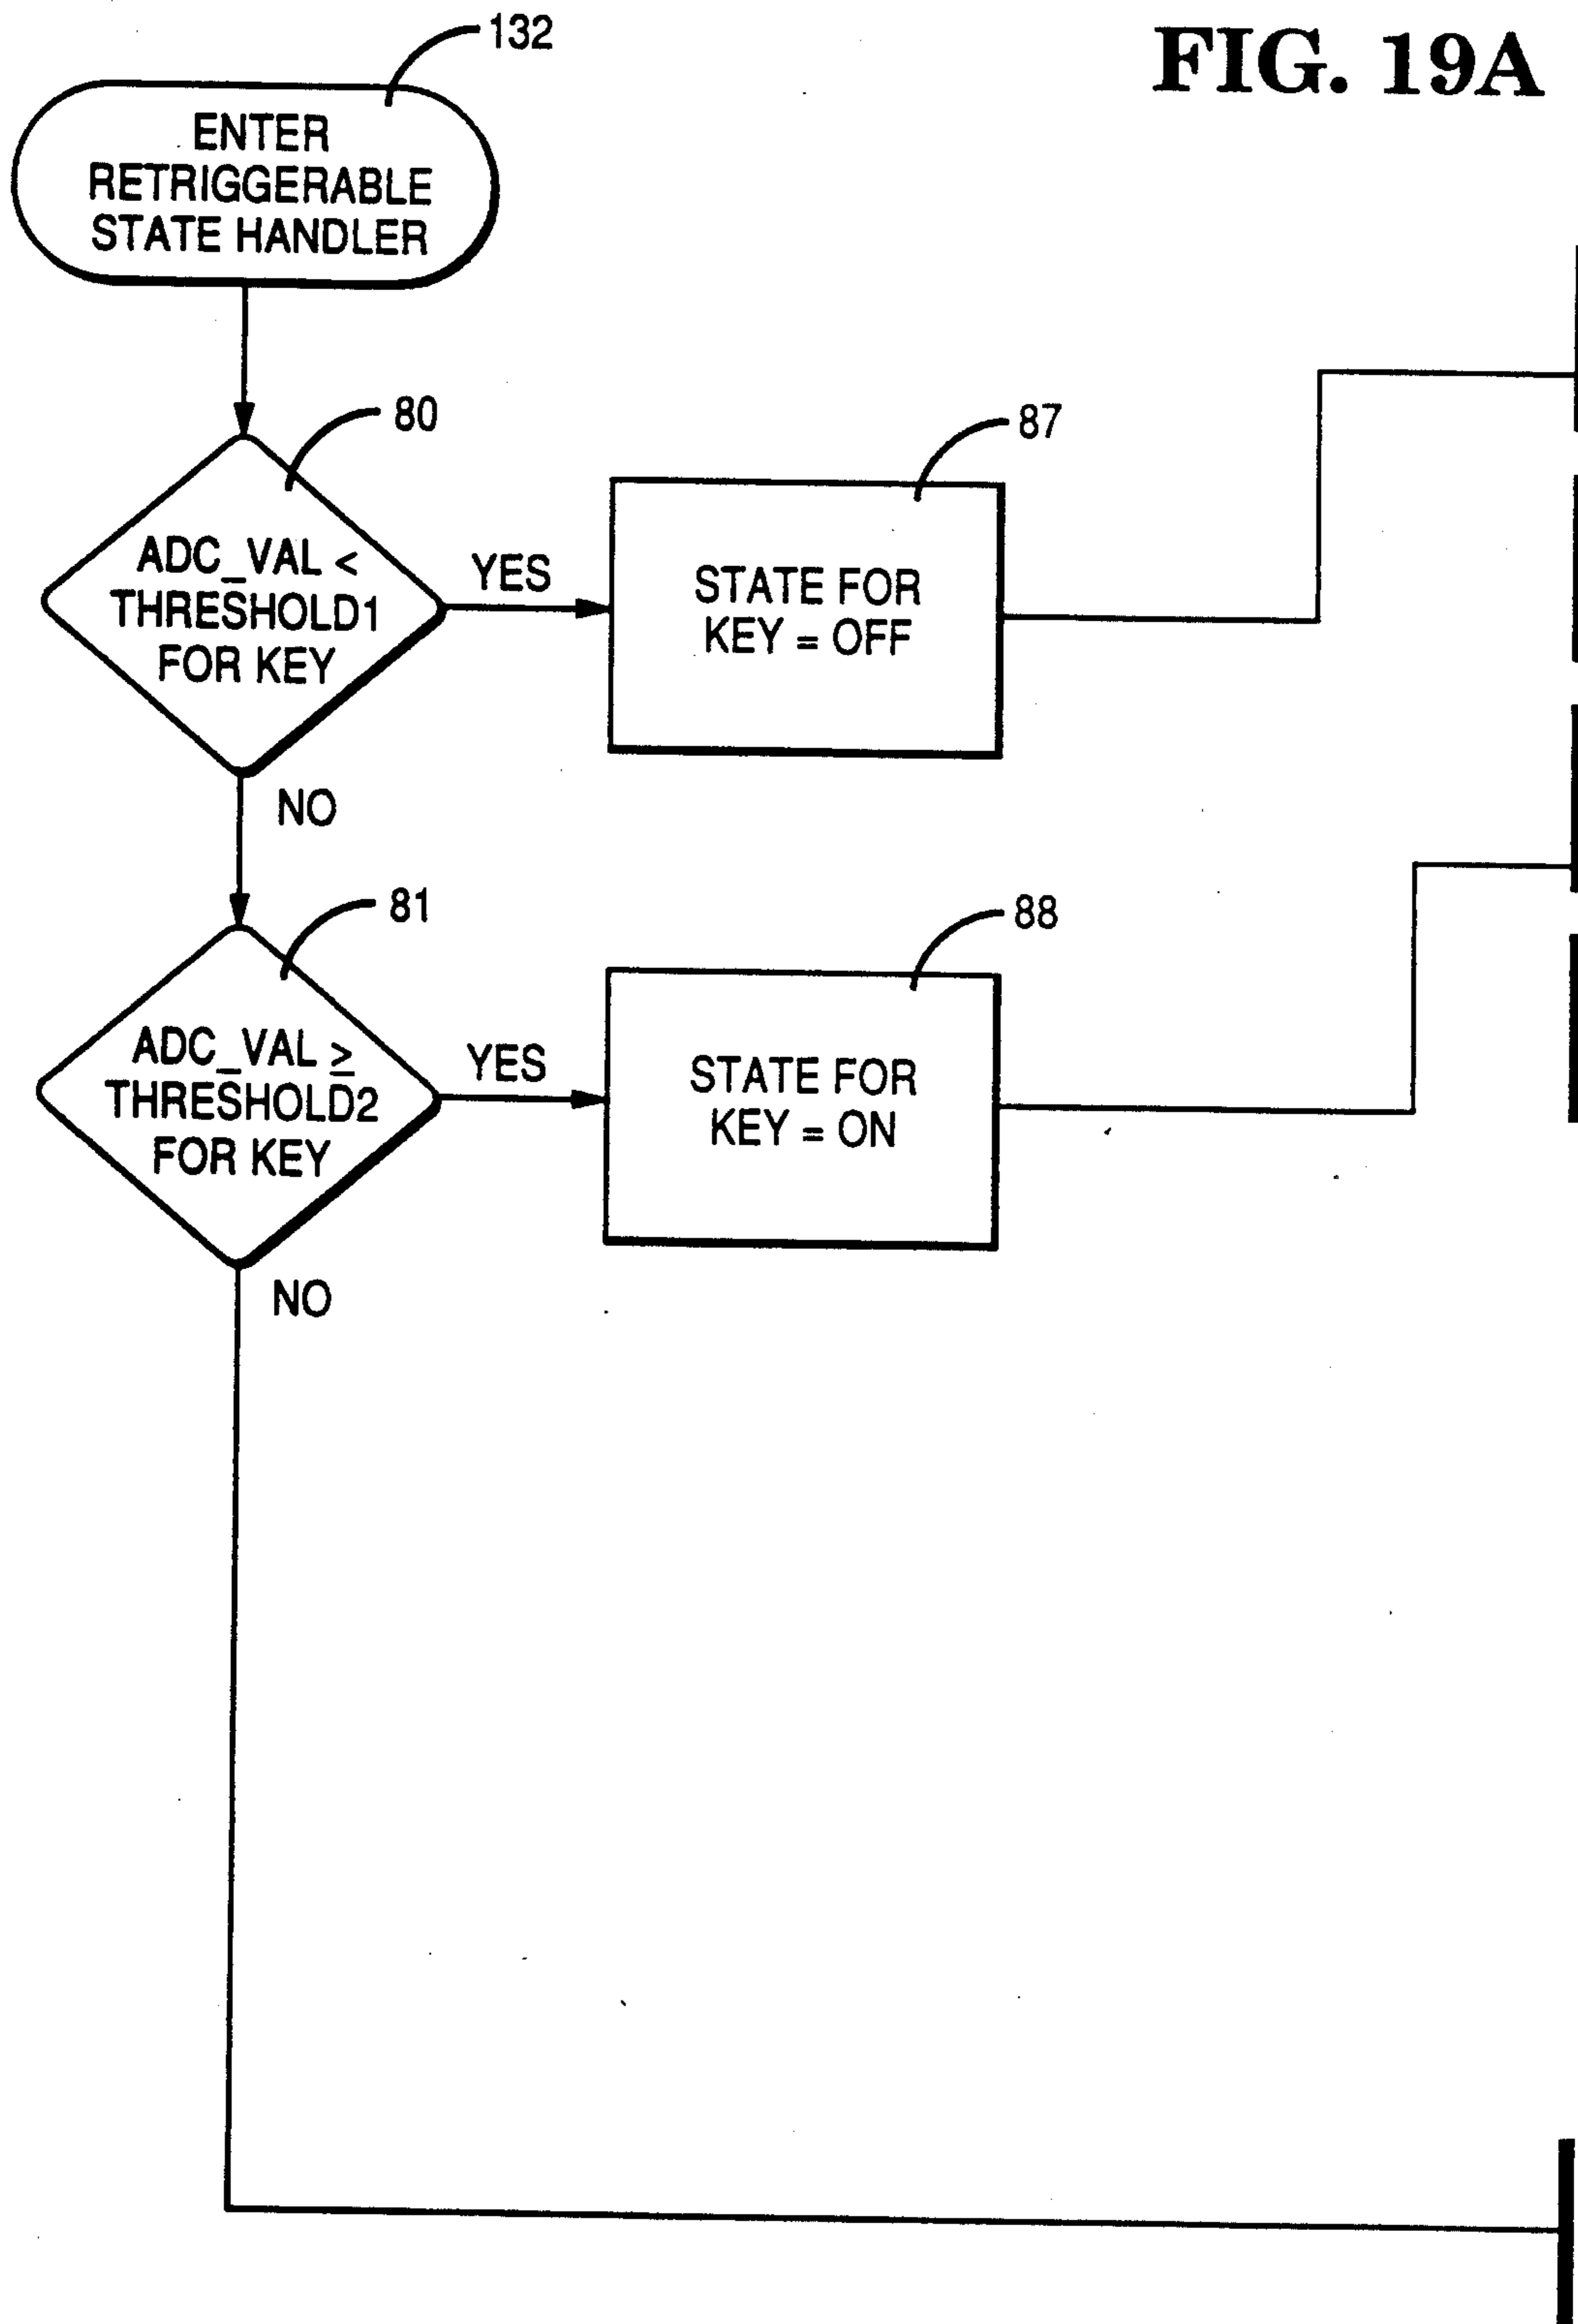 FIG. 19A
132
ENTER
RETRIGGERABLE
STATE HANDLER
80
ADC_VAL <
THRESHOLD1
FOR KEY
YES
87
STATE FOR
KEY = OFF
NO
81
ADC_VAL ≥
THRESHOLD2
FOR KEY
YES
88
STATE FOR
KEY = ON
NO